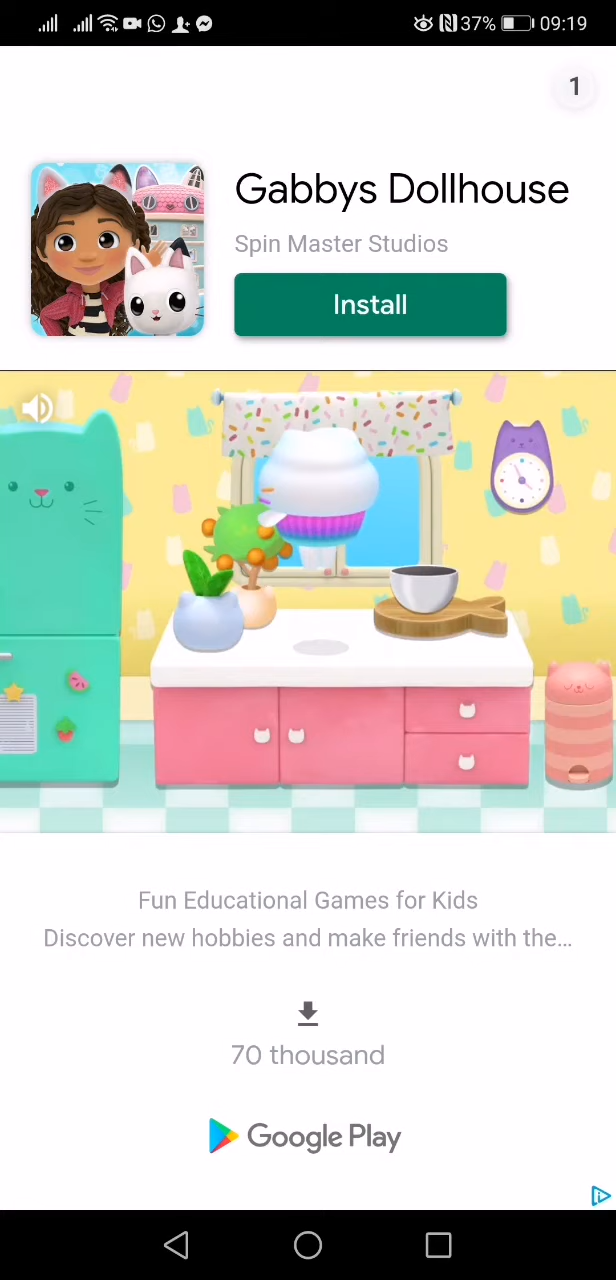 37% 09:19
1
Gabbys Dollhouse
Spin Master Studios
Install
Fun Educational Games for Kids
Discover new hobbies and make friends with the...
70 thousand
Google Play